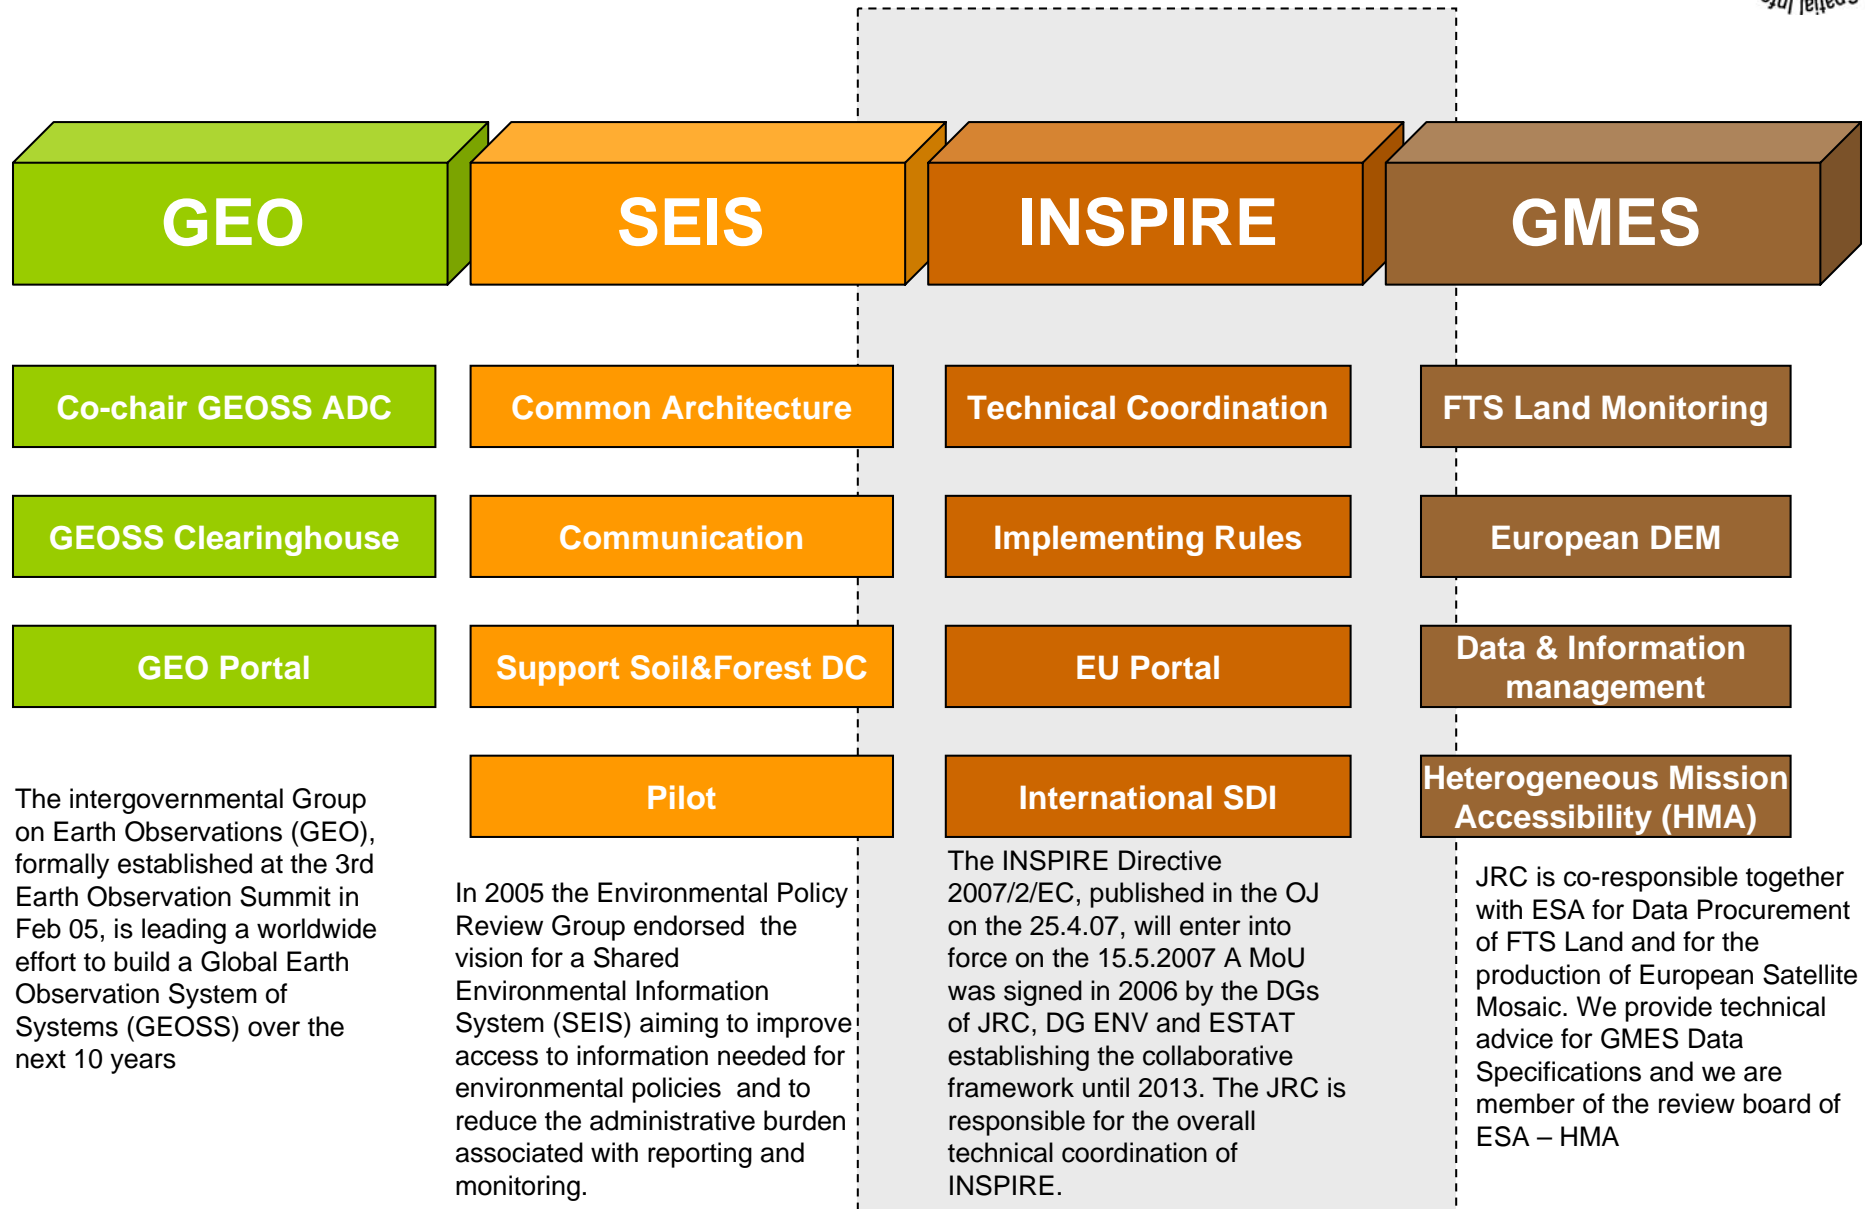 GEO
SEIS
INSPIRE
GMES
Co-chair GEOSS ADC
Common Architecture
Technical Coordination
FTS Land Monitoring
GEOSS Clearinghouse
Communication
Implementing Rules
European DEM
GEO Portal
Support Soil&Forest DC
EU Portal
Data & Information
management
Pilot
International SDI
Heterogeneous Mission
Accessibility (HMA)
The intergovernmental Group
on Earth Observations (GEO),
formally established at the 3rd
Earth Observation Summit in
Feb 05, is leading a worldwide
effort to build a Global Earth
Observation System of
Systems (GEOSS) over the
next 10 years
In 2005 the Environmental Policy
Review Group endorsed  the
vision for a Shared
Environmental Information
System (SEIS) aiming to improve
access to information needed for
environmental policies  and to
reduce the administrative burden
associated with reporting and
monitoring.
The INSPIRE Directive
2007/2/EC, published in the OJ
on the 25.4.07, will enter into
force on the 15.5.2007 A MoU
was signed in 2006 by the DGs
of JRC, DG ENV and ESTAT
establishing the collaborative
framework until 2013. The JRC is
responsible for the overall
technical coordination of
INSPIRE.
JRC is co-responsible together
with ESA for Data Procurement
of FTS Land and for the
production of European Satellite
Mosaic. We provide technical
advice for GMES Data
Specifications and we are
member of the review board of
ESA – HMA